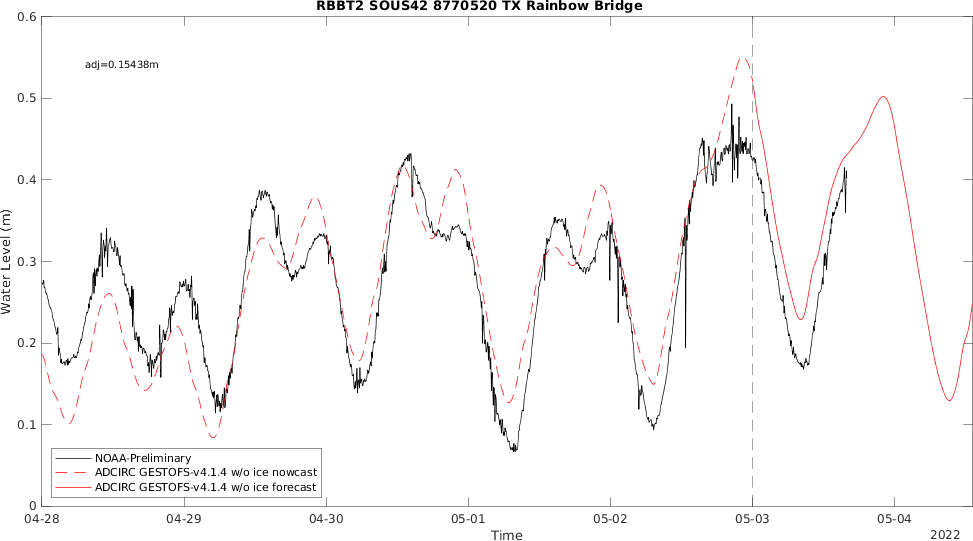 RBBT2 SOUS42 8770520 TX Rainbow Bridge
0.6
0.5
0.4
0.3
0.2
0.1
0
Water Level (m)
adj=0.15438m
NOAA-Preliminary
ADCIRC GESTOFS-v4.1.4 w/o ice nowcast
ADCIRC GESTOFS-v4.1.4 w/o ice forecast
04-28 04-29 04-30 05-01 05-02 05-03 05-04
Time
2022